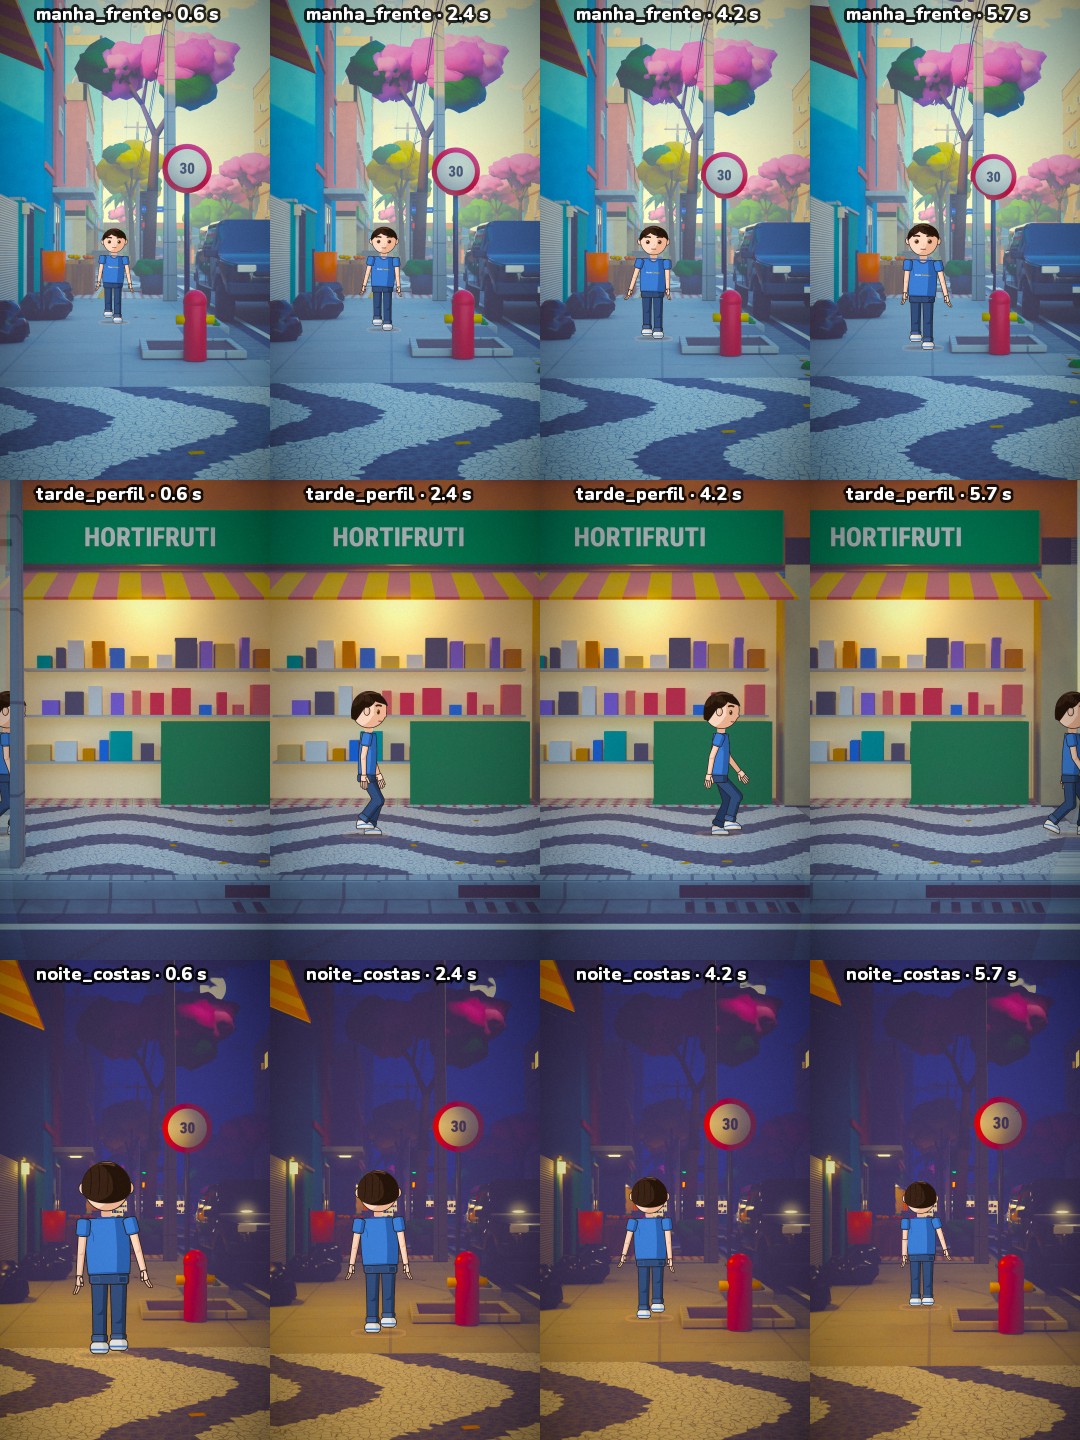 manha_frente · 0.6 s
manha_frente · 2.4 s
manha_frente · 4.2 s
manha_frente · 5.7 s
30
30
30
30
tarde_perfil · 0.6 s
tarde_perfil · 2.4 s
tarde_perfil · 4.2 s
tarde_perfil · 5.7 s
HORTIFRUTI
HORTIFRUTI
HORTIFRUTI
HORTIFRUTI
noite_costas · 0.6 s
noite_costas · 2.4 s
noite_costas · 4.2 s
noite_costas · 5.7 s
30
30
30
30